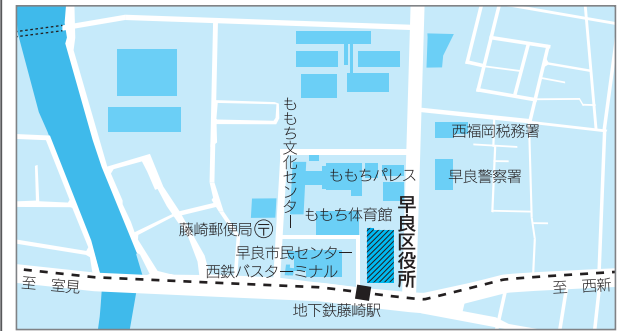 ももち文化センター
西福岡税務署
ももちパレス
早良警察署
ももち体育館
早良区役所
藤崎郵便局〶
早良市民センター
西鉄バスターミナル
至 室見
至 西新
地下鉄藤崎駅